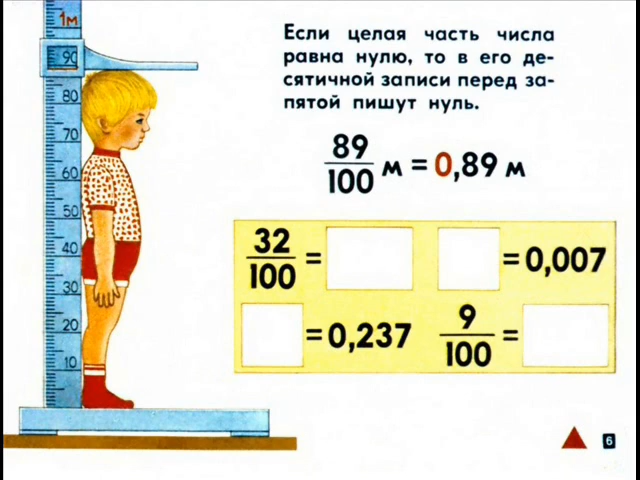 1м
90
80
70
60
50
40
30
20
10
Если целая часть числа
равна нулю, то в его де-
сятичной записи перед за-
пятой пишут нуль.
89/100 м = 0,89 м
32/100 = 
= 0,007
= 0,237
9/100 =
6